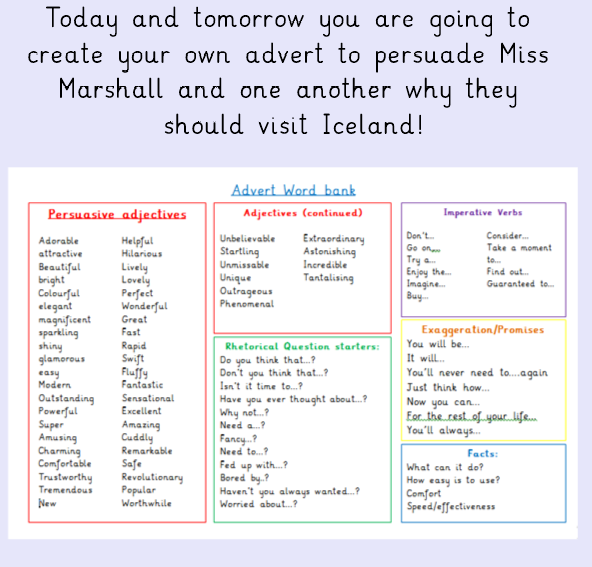 Today and tomorrow you are going to
create your own advert to persuade Miss
Marshall and one another why they
should visit Iceland!
Advert Word bank
Persuasive adjectives
Adorable
attractive
Beautiful
bright
Colourful
elegant
magnificent
sparkling
shiny
glamorous
easy
Modern
Outstanding
Powerful
Super
Amusing
Charming
Comfortable
Trustworthy
Tremendous
New
Helpful
Hilarious
Lively
Lovely
Perfect
Wonderful
Great
Fast
Rapid
Swift
Fluffy
Fantastic
Sensational
Excellent
Amazing
Cuddly
Remarkable
Safe
Revolutionary
Popular
Worthwhile
Adjectives (continued)
Unbelievable
Startling
Unmissable
Unique
Outrageous
Phenomenal
Extraordinary
Astonishing
Incredible
Tantalising
Rhetorical Question starters:
Do you think that...?
Don't you think that...?
Isn't it time to...?
Have you ever thought about...?
Why not...?
Need a...?
Fancy...?
Need to...?
Fed up with...?
Bored by..?
Haven't you always wanted...?
Worried about...?
Imperative Verbs
Don't...
Go on,...
Try a...
Enjoy the...
Imagine...
Buy...
Consider...
Take a moment
to...
Find out...
Guaranteed to...
Exaggeration/Promises
You will be...
It will...
You'll never need to....again
Just think how...
Now you can...
For the rest of your life...
You'll always...
Facts:
What can it do?
How easy is to use?
Comfort
Speed/effectiveness